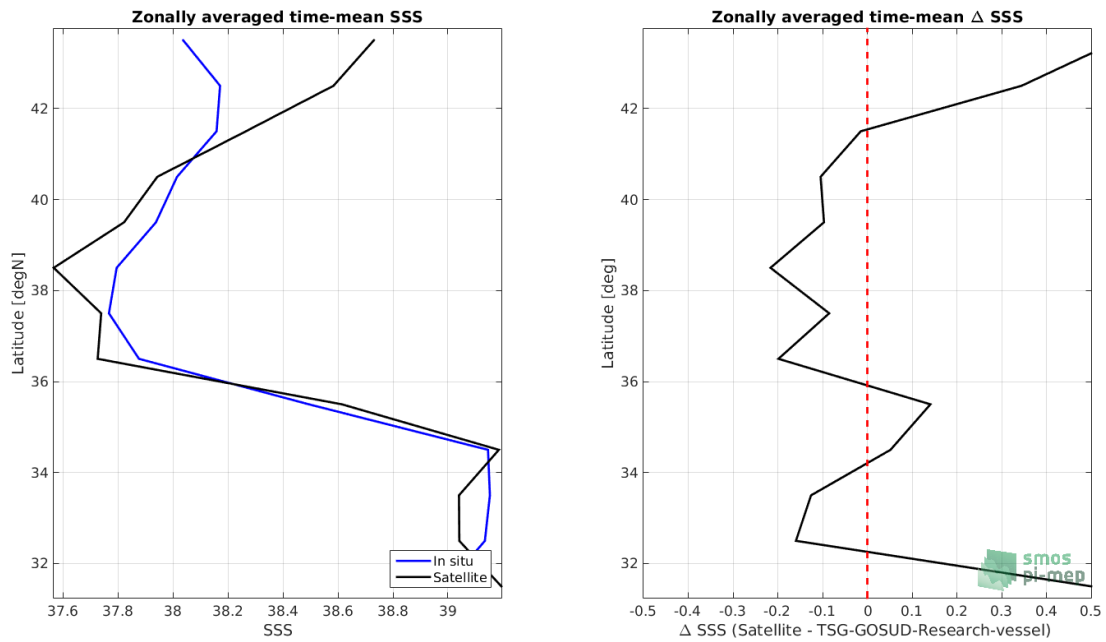 Zonally averaged time-mean SSS
Latitude [degN]
42
40
38
36
34
32
37.6 37.8 38 38.2 38.4 38.6 38.8 39
SSS
In situ
Satellite
Zonally averaged time-mean Δ SSS
Latitude [deg]
42
40
38
36
34
32
-0.5 -0.4 -0.3 -0.2 -0.1 0 0.1 0.2 0.3 0.4 0.5
Δ SSS (Satellite - TSG-GOSUD-Research-vessel)
smos
pi-mep